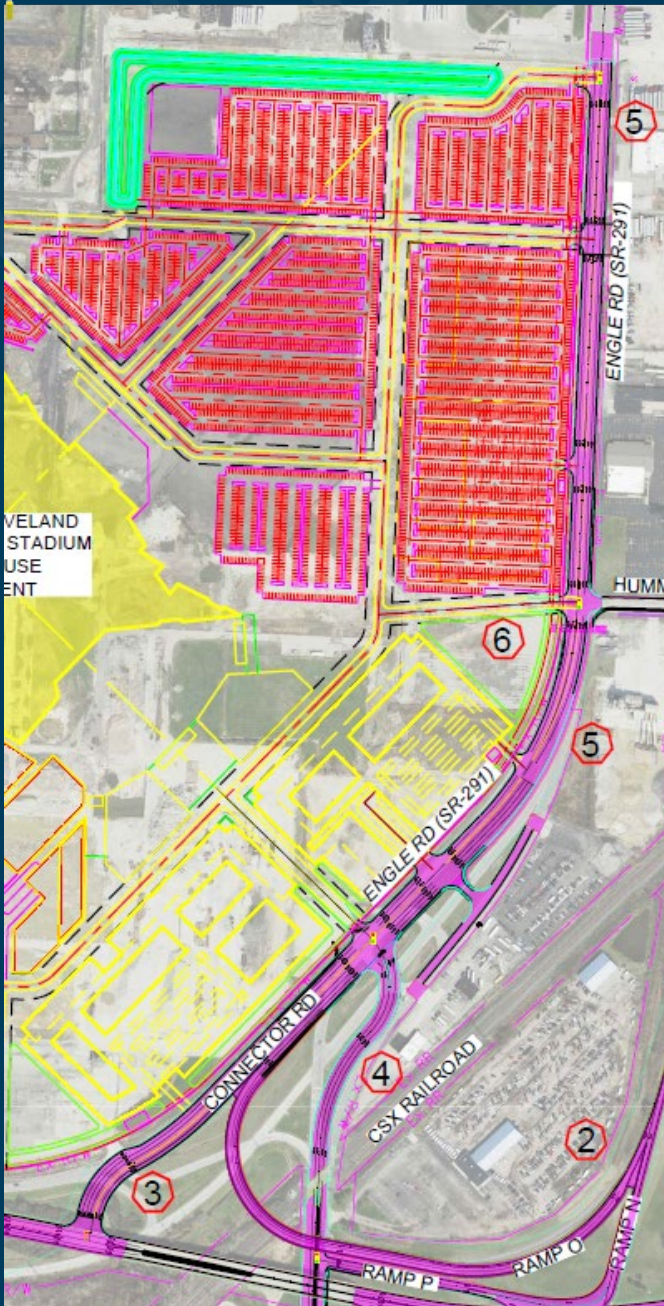 5
ENGLE RD (SR-291)
VELAND
STADIUM
USE
ENT
HUMM
6
5
ENGLE RD (SR-291)
CONNECTOR RD
4
CSX RAILROAD
2
3
RAMP O
RAMP N
RAMP P
R/W